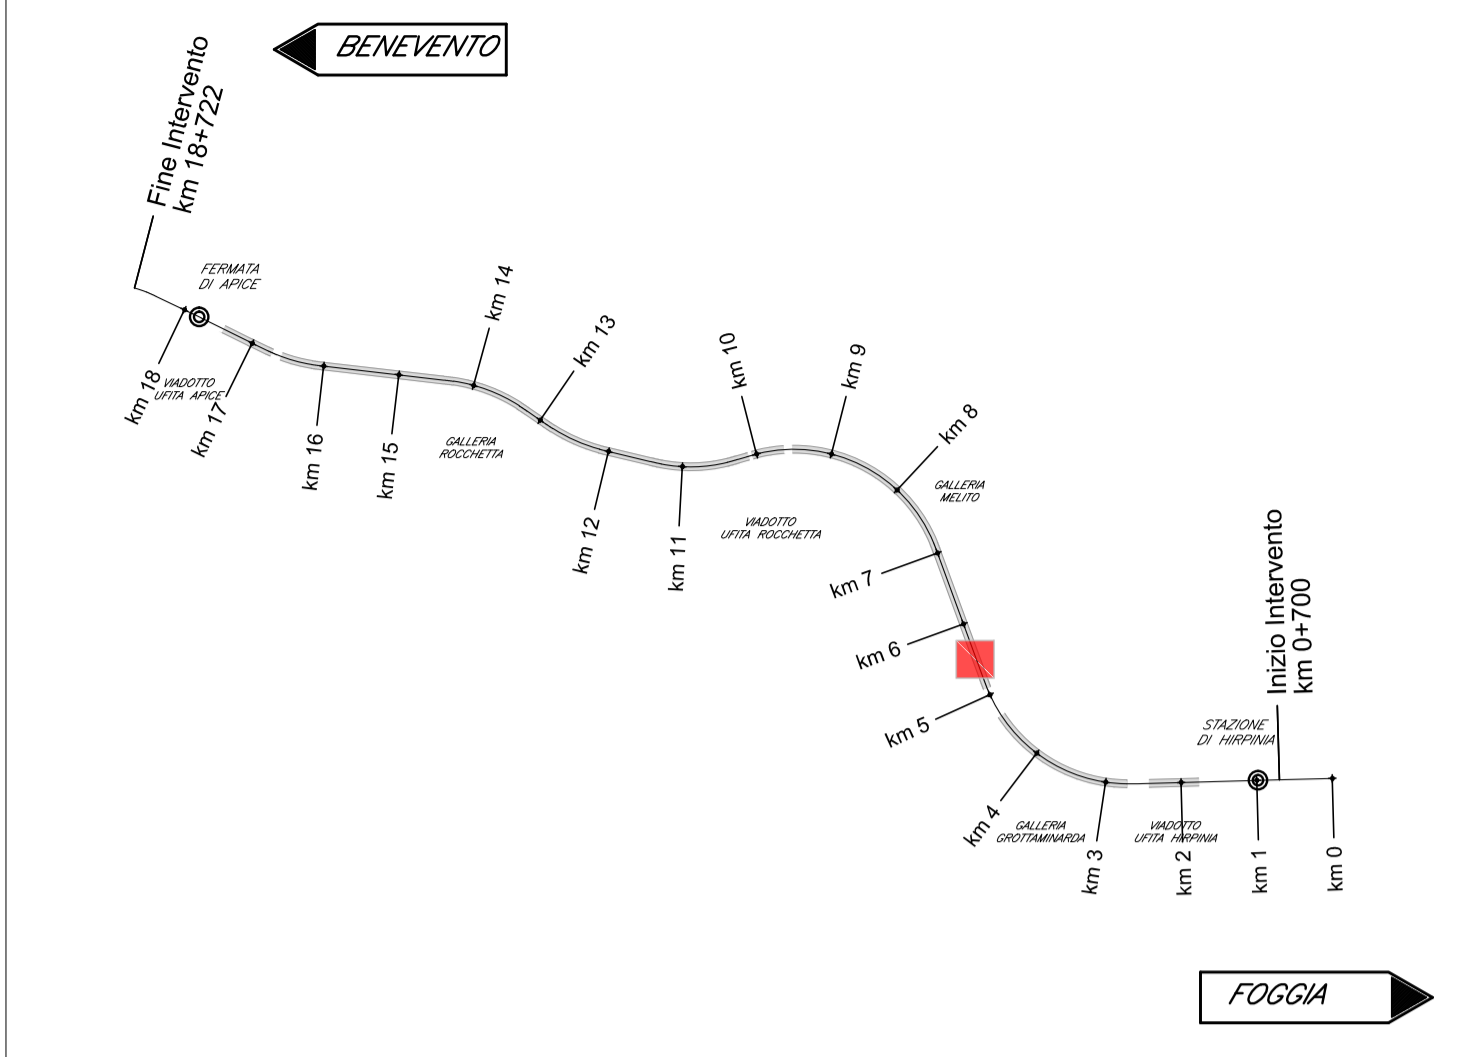 BENEVENTO
Fine Intervento
km 18+722
FERMATA
DI APICE
km 18
VIADOTTO
UFITA APICE
km 17
km 16
km 15
km 14
GALLERIA
ROCCHETTA
km 13
km 12
km 11
km 10
VIADOTTO
UFITA ROCCHETTA
km 9
km 8
GALLERIA
MELITO
km 7
km 6
km 5
km 4
GALLERIA
GROTTAMINARDA
km 3
VIADOTTO
UFITA HIRPINIA
km 2
STAZIONE
DI HIRPINIA
Inizio Intervento
km 0+700
km 1
km 0
FOGGIA